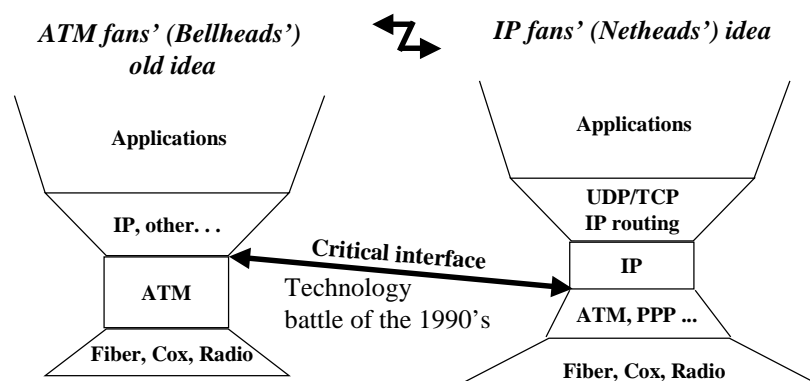 ATM fans’ (Bellheads’)
old idea
IP fans’ (Netheads’) idea
Applications
IP, other. . .
ATM
Fiber, Cox, Radio
Critical interface
Technology
battle of the 1990’s
Applications
UDP/TCP
IP routing
IP
ATM, PPP ...
Fiber, Cox, Radio